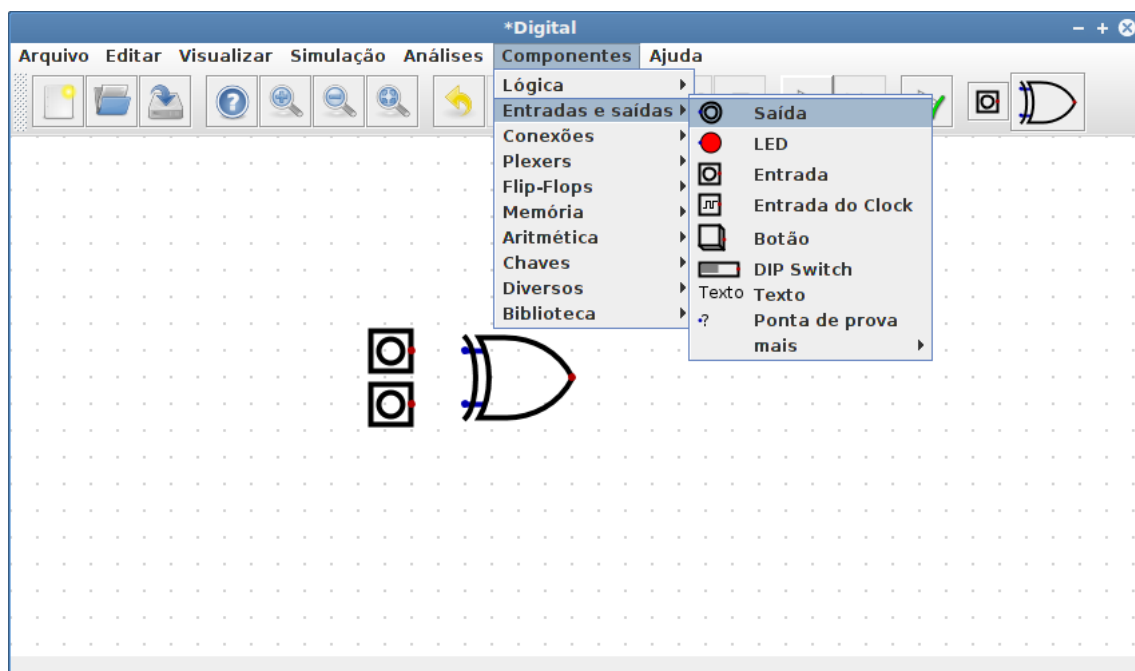 *Digital
Arquivo Editar Visualizar Simulação Análises Componentes Ajuda
Lógica
Entradas e saídas
Conexões
Plexers
Flip-Flops
Memória
Aritmética
Chaves
Diversos
Biblioteca
Saída
LED
Entrada
Entrada do Clock
Botão
DIP Switch
Texto Texto
? Ponta de prova
mais